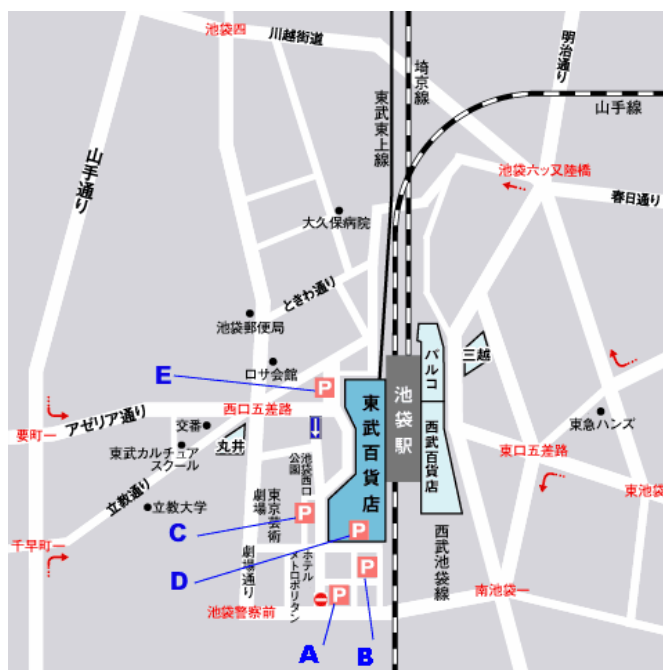 池袋四
川越街道
明治通り
埼京線
東武東上線
山手線
山手通り
池袋六ッ又陸橋
春日通り
大久保病院
ときわ通り
池袋郵便局
パルコ
三越
ロサ会館
E
P
池袋駅
東武百貨店
西武百貨店
西口五差路
アゼリア通り
要町一
交番
丸井
東武カルチュア
スクール
池袋西口
公園
東急ハンズ
東口五差路
東池袋
立教通り
立教大学
東京芸術
劇場
P
C
P
D
千早町一
劇場通り
ホテル
メトロポリタン
西武池袋線
P
B
P
A
南池袋一
池袋警察前